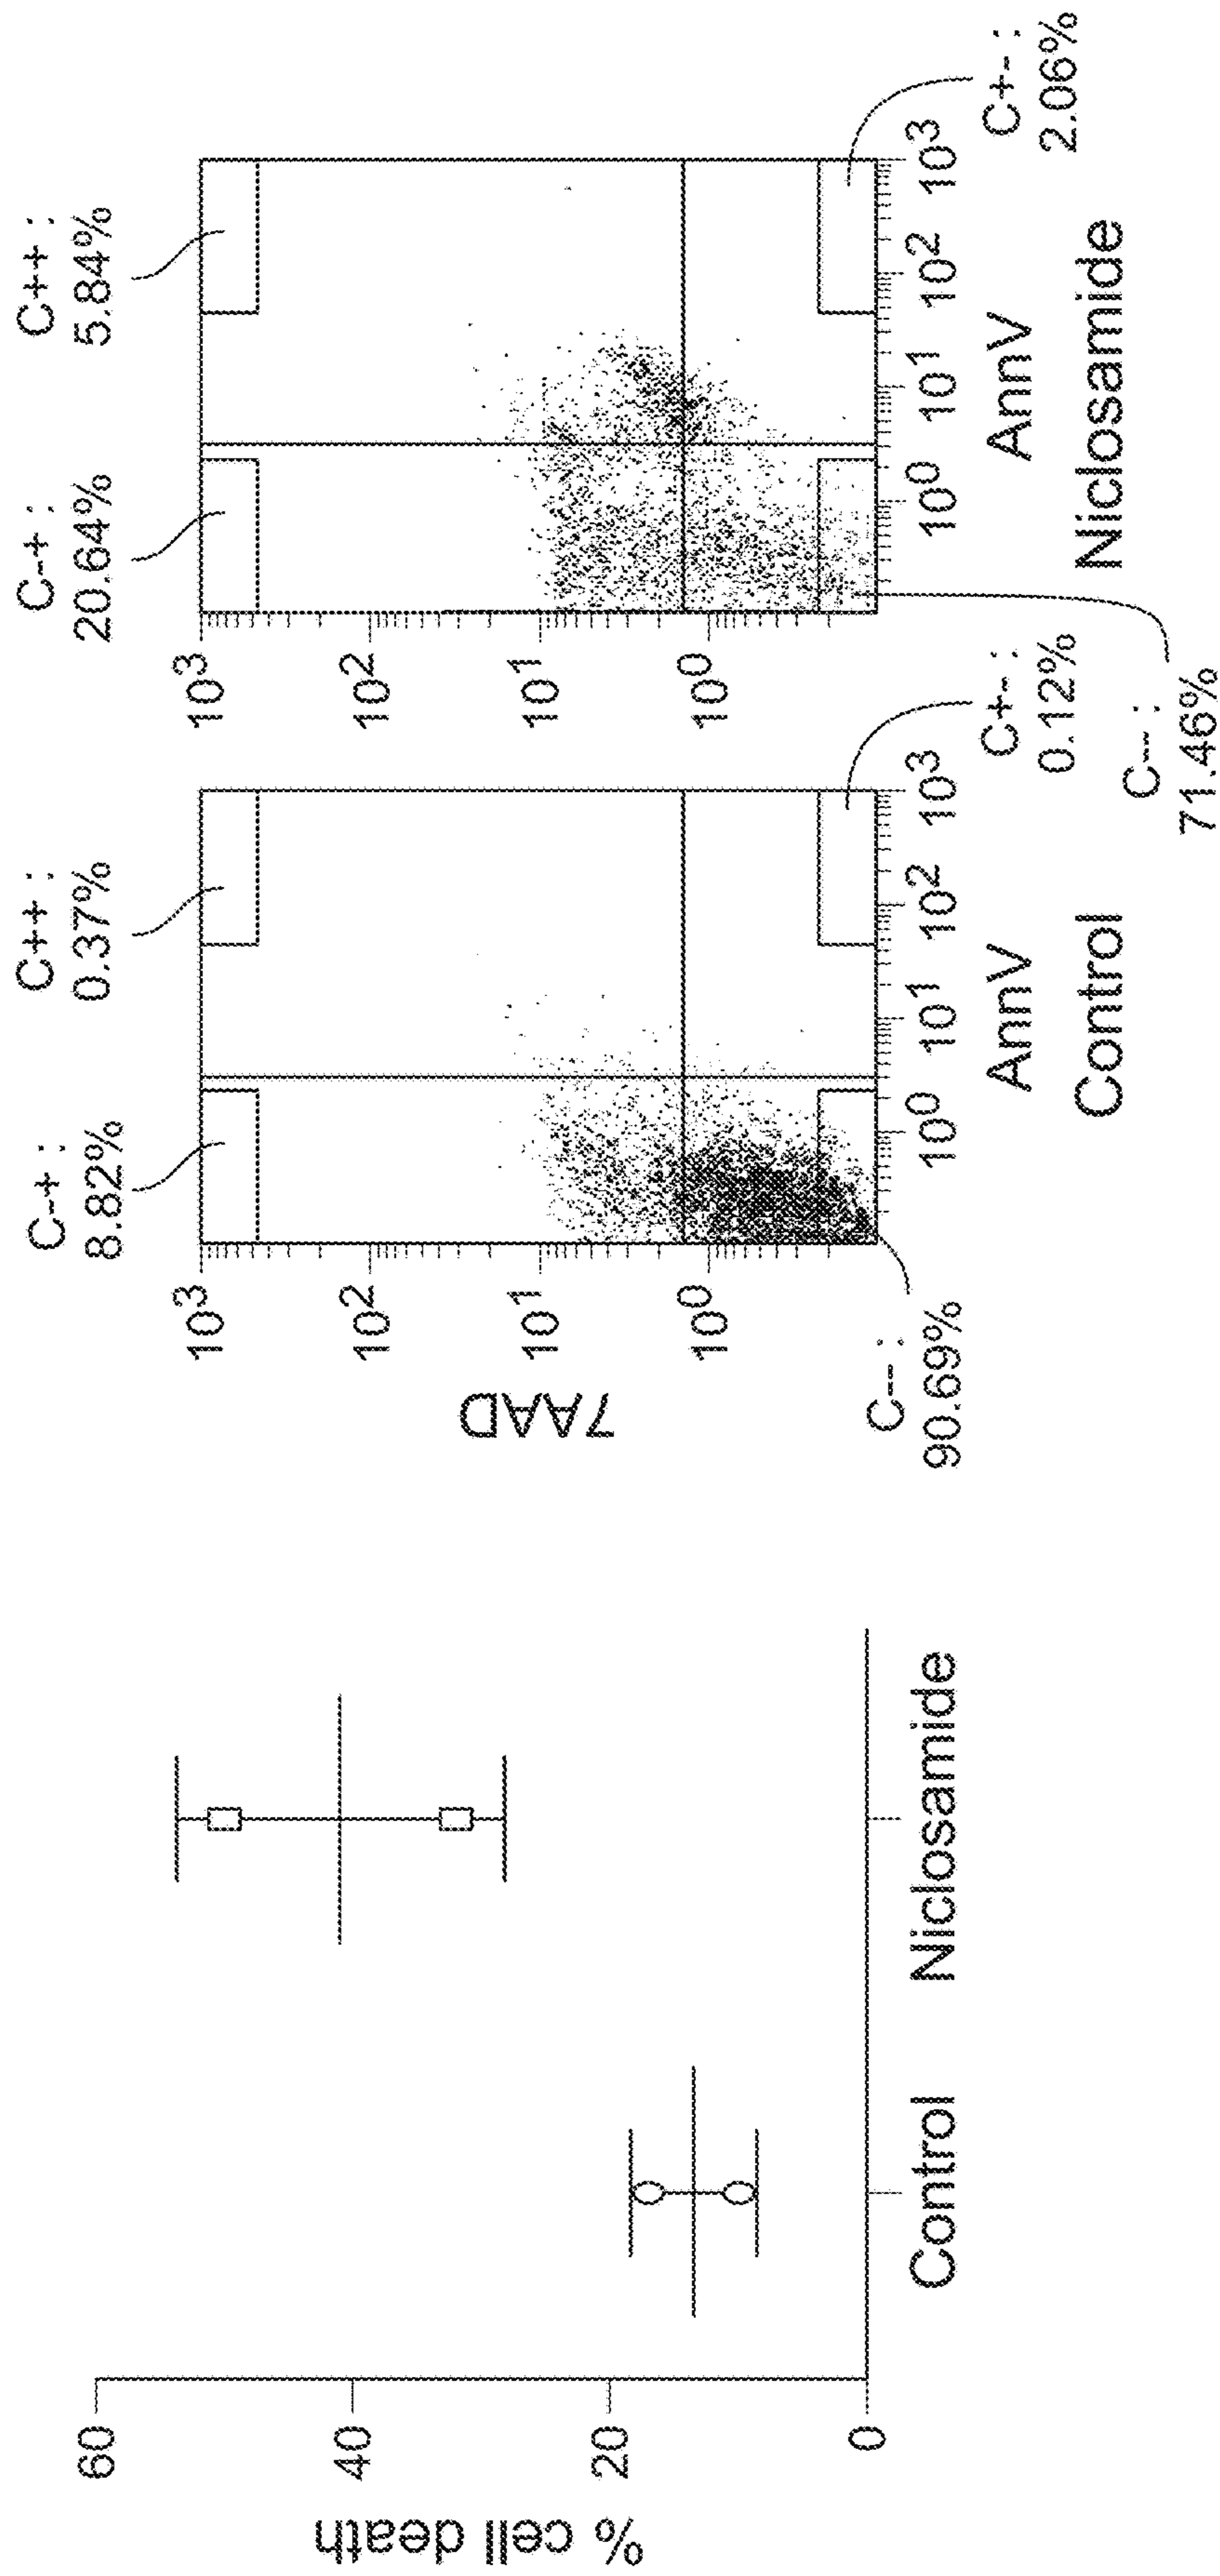 % cell death
60
40
20
0
Control
Niclosamide
7AAD
C-+ :
8.82%
C++ :
0.37%
10³
10²
10¹
10⁰
C-- :
90.69%
10⁰
10¹
10²
10³
C+- :
0.12%
AnnV
Control
C-+ :
20.64%
C++ :
5.84%
10³
10²
10¹
10⁰
C-- :
71.46%
10⁰
10¹
10²
10³
C+- :
2.06%
AnnV
Niclosamide